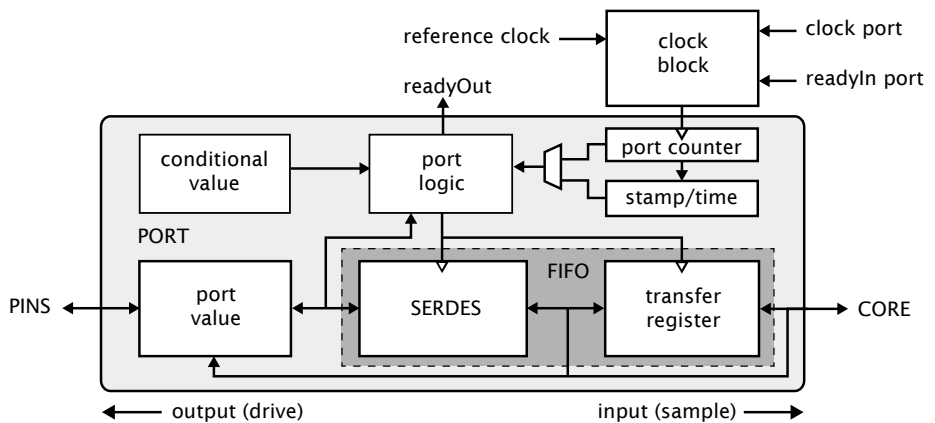 reference clock
clock
block
clock port
readyIn port
readyOut
conditional
value
port
logic
port counter
stamp/time
PORT
FIFO
PINS
port
value
SERDES
transfer
register
CORE
output (drive)
input (sample)